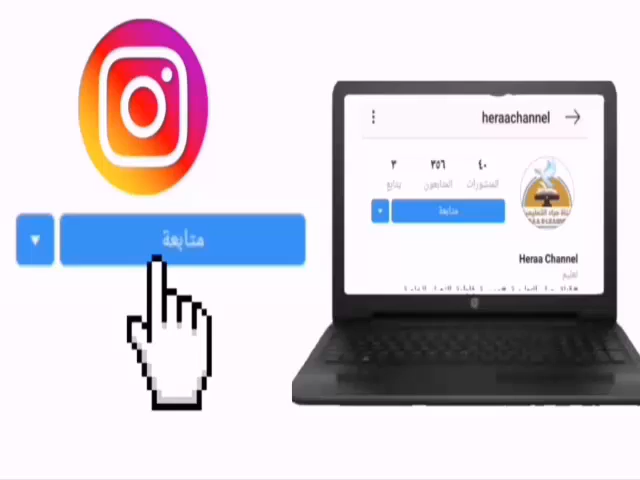 متابعة
heraachannel
٤٠ ٣٥٦ ٣
المنشورات المتابعون يتابع
متابعة
Heraa Channel
تعليم